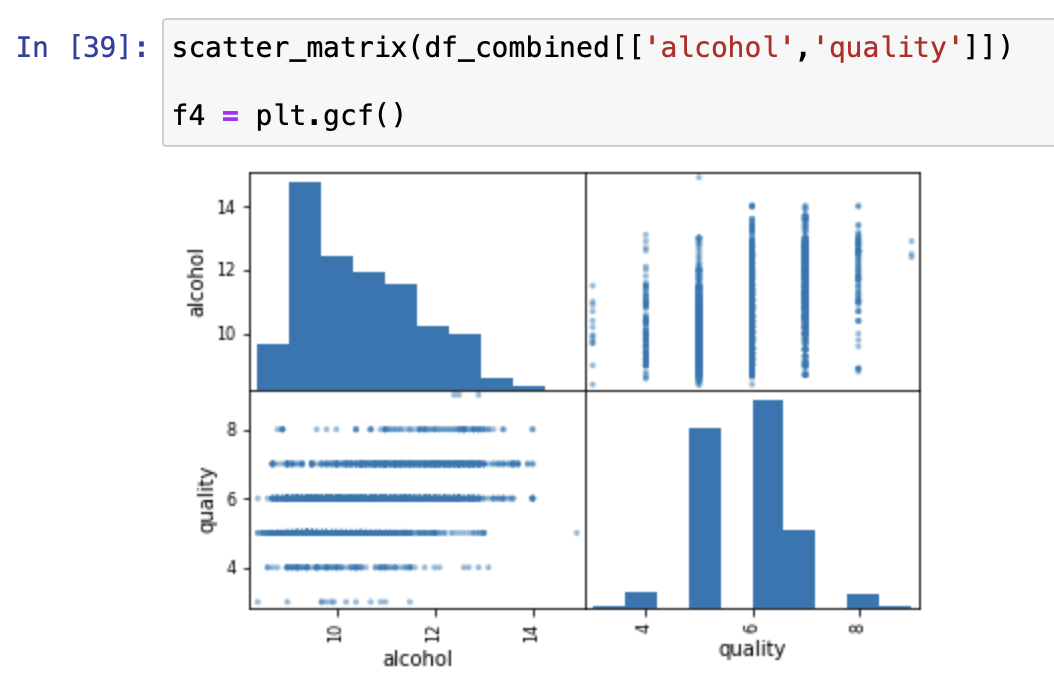 In [39]: scatter_matrix(df_combined[['alcohol','quality']])
f4 = plt.gcf()
14
12
10
alcohol
8
6
4
quality
10
12
14
alcohol
4
6
8
quality